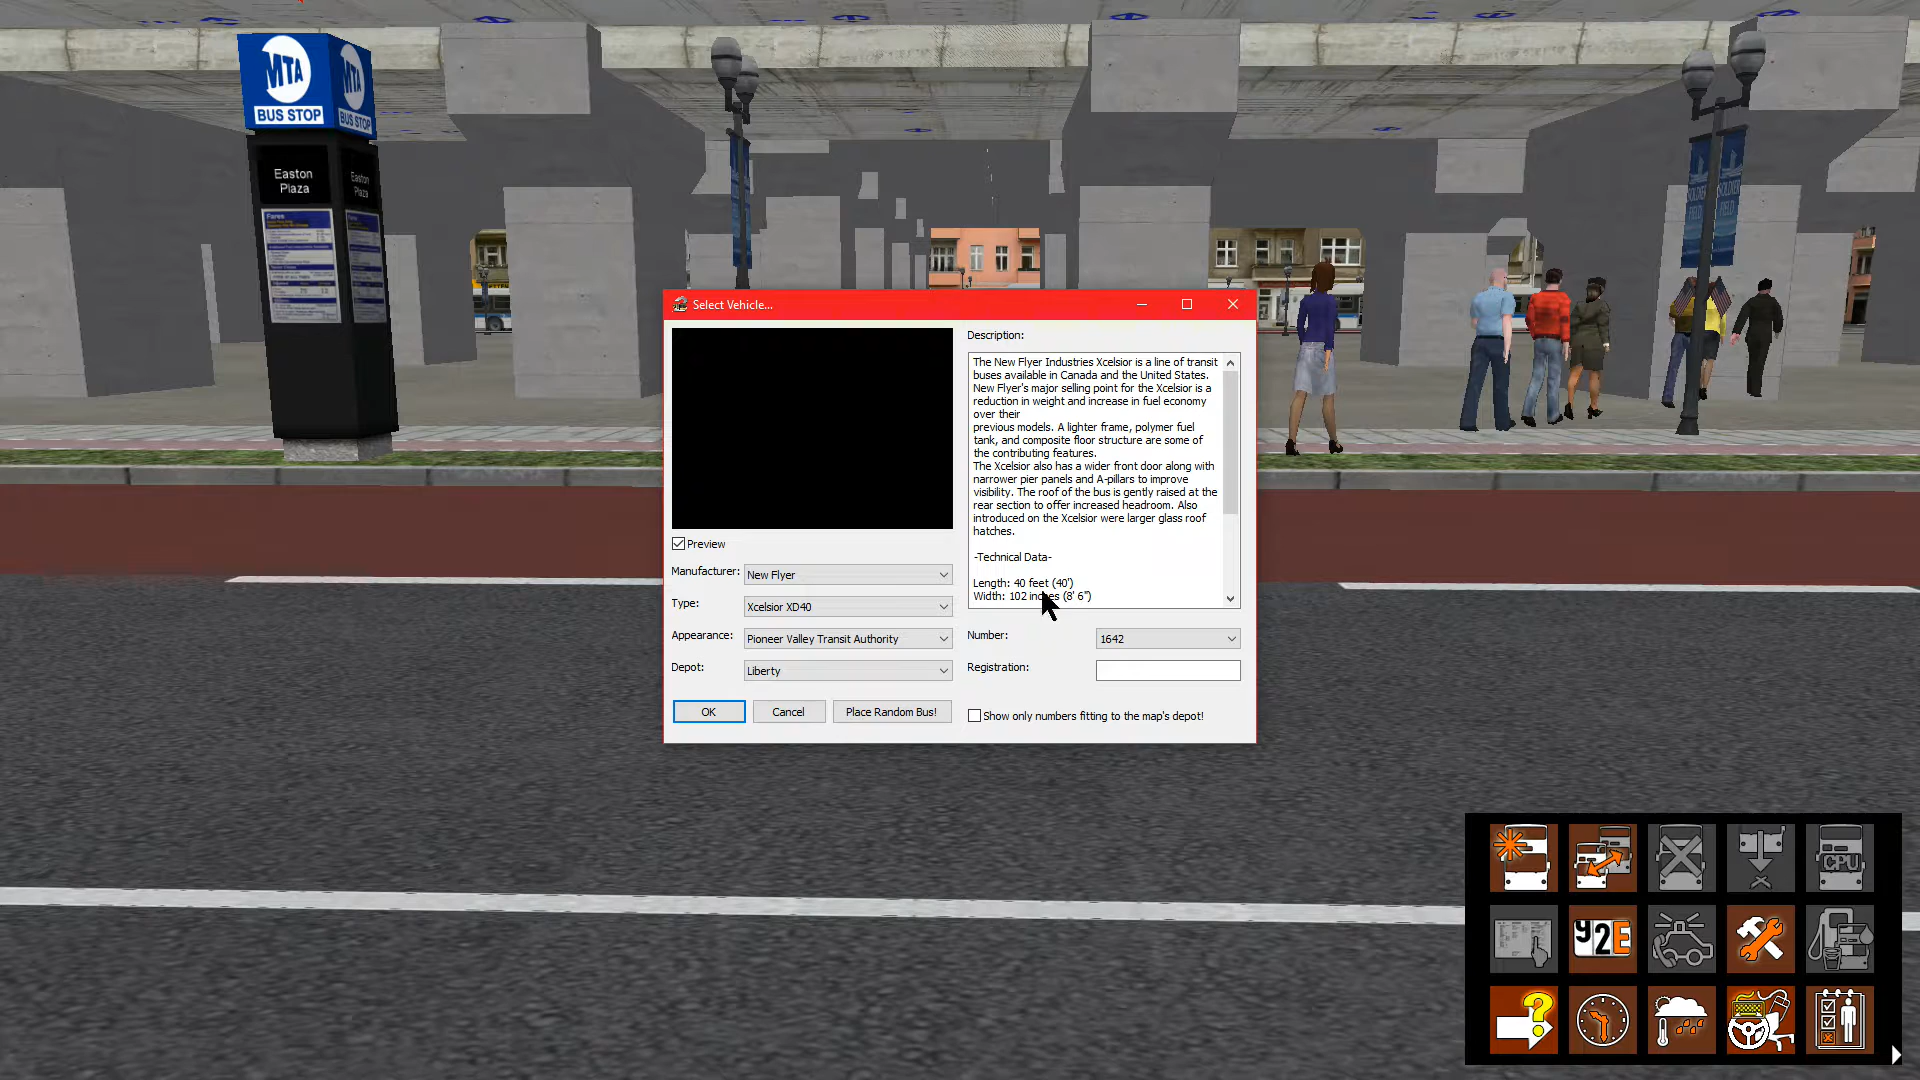 MTA
BUS STOP
MTA
BUS STOP
Easton
Plaza
Easton
Plaza
Fares
SOLDIER
FIELD
SOLDIER
FIELD
Select Vehicle...
Description:
The New Flyer Industries Xcelsior is a line of transit
buses available in Canada and the United States.
New Flyer's major selling point for the Xcelsior is a
reduction in weight and increase in fuel economy
over their
previous models. A lighter frame, polymer fuel
tank, and composite floor structure are some of
the contributing features.
The Xcelsior also has a wider front door along with
narrower pier panels and A-pillars to improve
visibility. The roof of the bus is gently raised at the
rear section to offer increased headroom. Also
introduced on the Xcelsior were larger glass roof
hatches.
-Technical Data-
Length: 40 feet (40')
Width: 102 inches (8' 6")
Preview
Manufacturer: New Flyer
Type: Xcelsior XD40
Appearance: Pioneer Valley Transit Authority
Depot: Liberty
Number: 1642
Registration:
OK
Cancel
Place Random Bus!
Show only numbers fitting to the map's depot!
CPU
92E